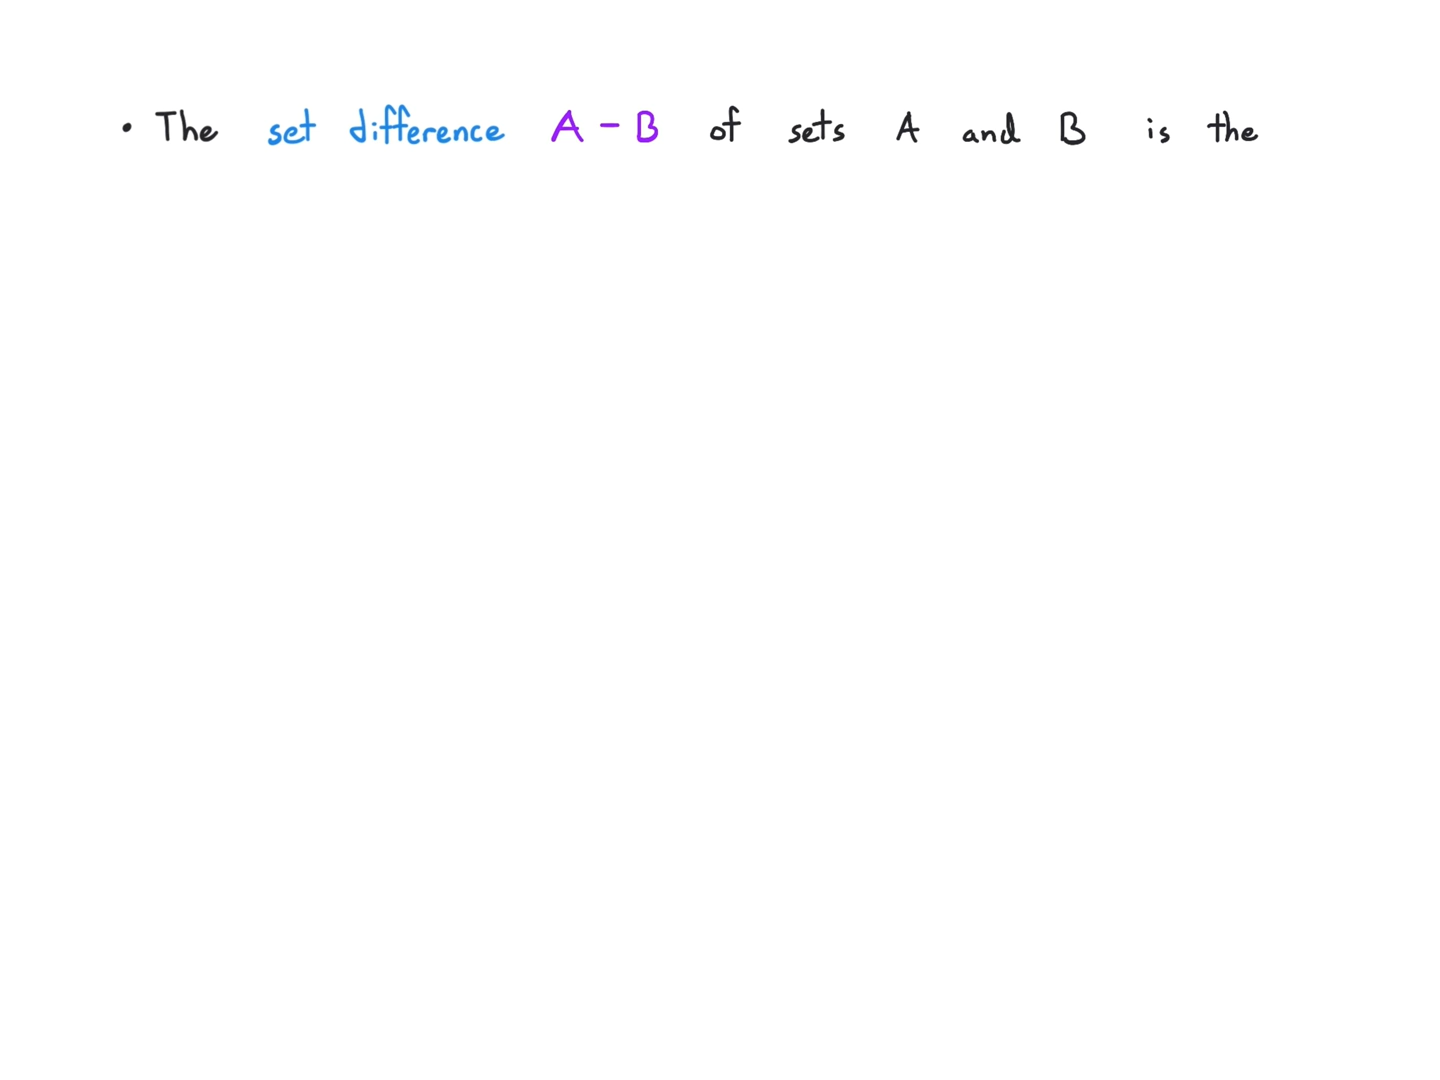 • The set difference A - B of sets A and B is the